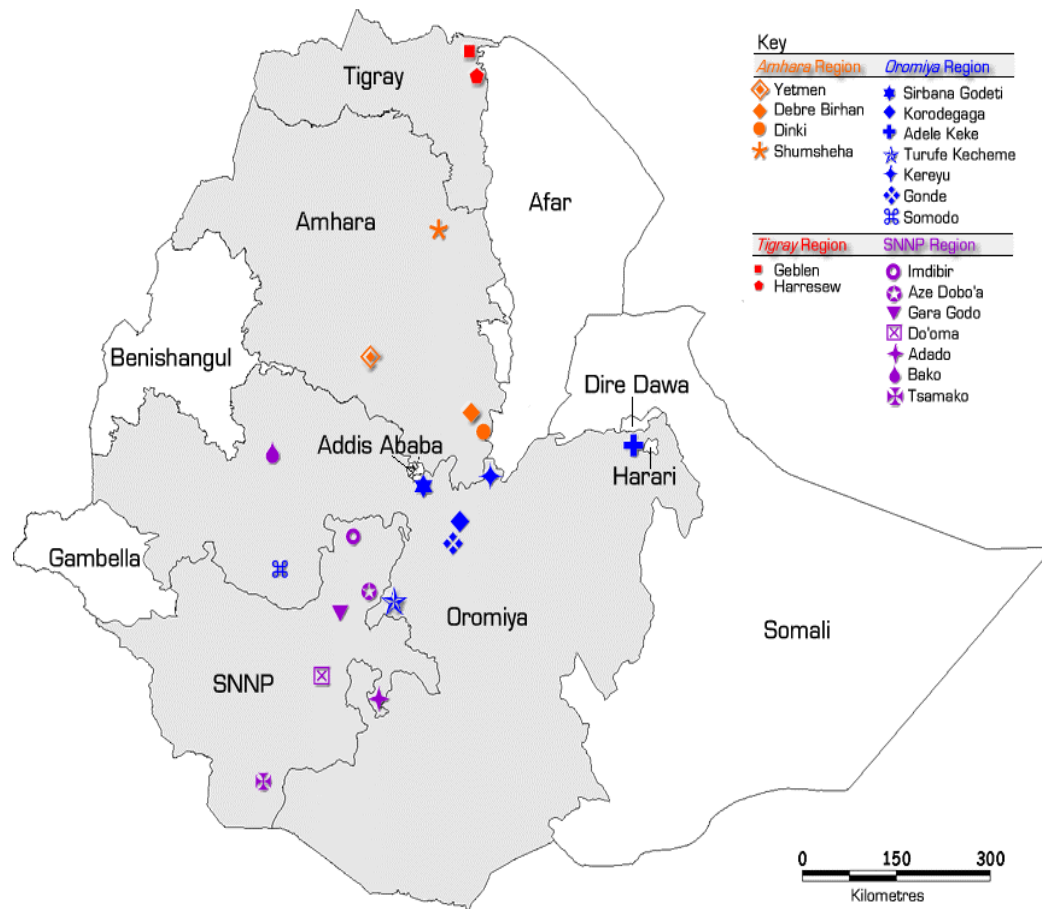 Key
Amhara Region
Yetmen
Debre Birhan
Dinki
Shumsheha
Oromiya Region
Sirbana Godeti
Korodegaga
Adele Keke
Turufe Kecheme
Kereyu
Gonde
Somodo
Tigray Region
Geblen
Harresew
SNNP Region
Imdibir
Aze Dobo'a
Gara Godo
Do'oma
Adado
Bako
Tsamako
Tigray
Amhara
Afar
Benishangul
Dire Dawa
Addis Ababa
Harari
Gambella
Oromiya
Somali
SNNP
0 150 300
Kilometres